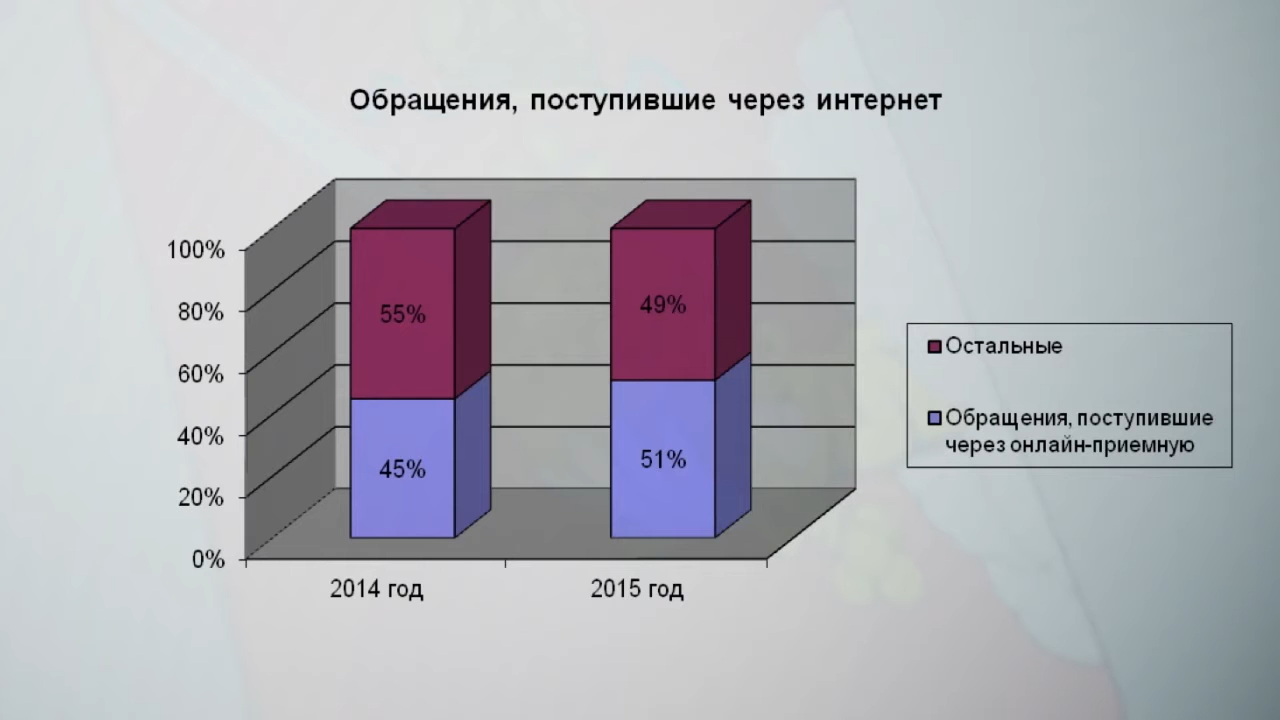 Обращения, поступившие через интернет
100%
80%
60%
40%
20%
0%
55%
45%
49%
51%
2014 год
2015 год
Остальные
Обращения, поступившие
через онлайн-приемную